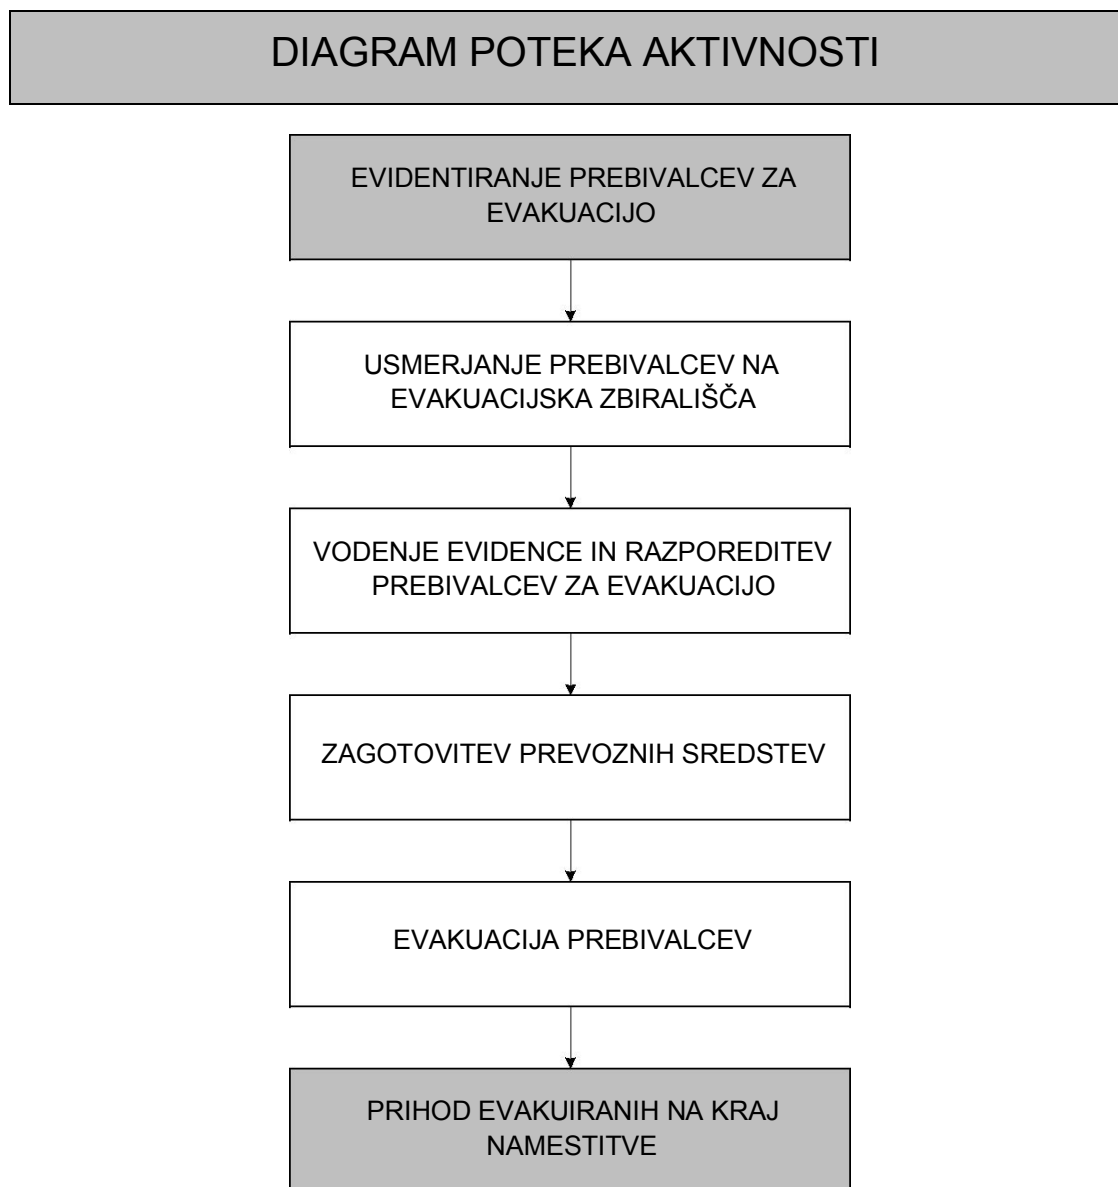 DIAGRAM POTEKA AKTIVNOSTI
EVIDENTIRANJE PREBIVALCEV ZA
EVAKUACIJO
USMERJANJE PREBIVALCEV NA
EVAKUACIJSKA ZBIRALIŠČA
VODENJE EVIDENCE IN RAZPOREDITEV
PREBIVALCEV ZA EVAKUACIJO
ZAGOTOVITEV PREVOZNIH SREDSTEV
EVAKUACIJA PREBIVALCEV
PRIHOD EVAKUIRANIH NA KRAJ
NAMESTITVE